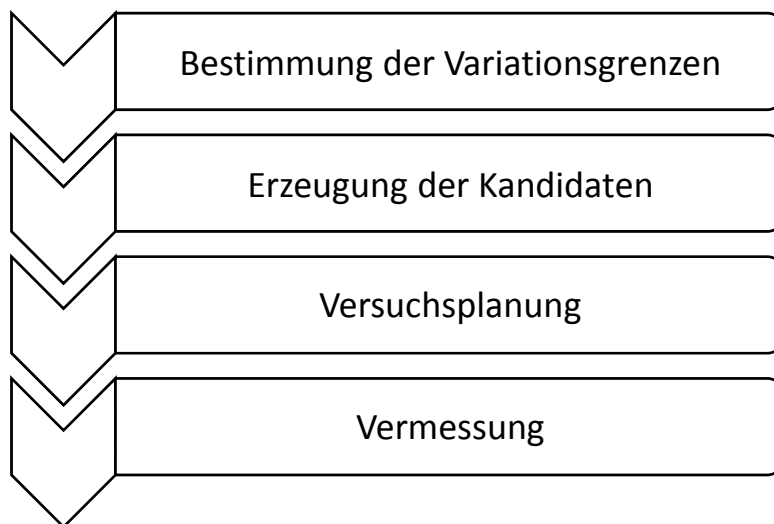 Bestimmung der Variationsgrenzen
Erzeugung der Kandidaten
Versuchsplanung
Vermessung